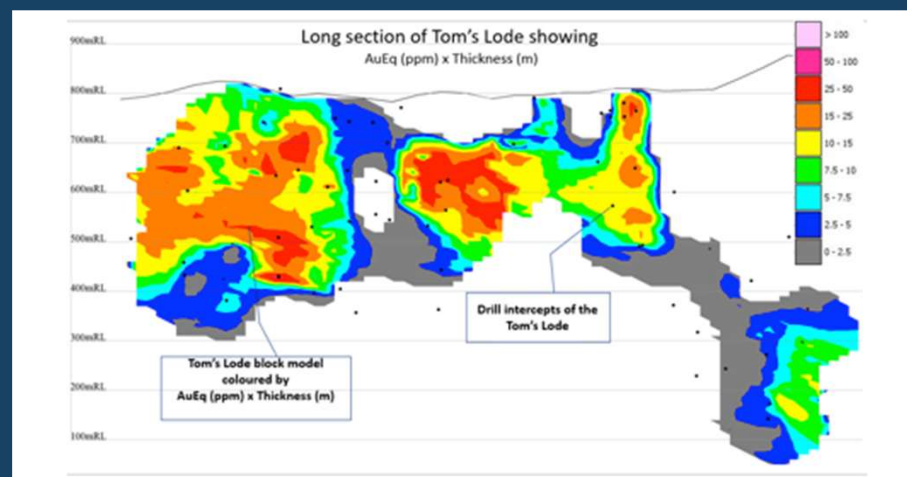 Long section of Tom's Lode showing
AuEq (ppm) x Thickness (m)
900mRL
800mRL
700mRL
600mRL
500mRL
400mRL
300mRL
200mRL
100mRL
> 100
50 - 100
25 - 50
15 - 25
10 - 15
7.5 - 10
5 - 7.5
2.5 - 5
0 - 2.5
Drill intercepts of the
Tom's Lode
Tom's Lode block model
coloured by
AuEq (ppm) x Thickness (m)